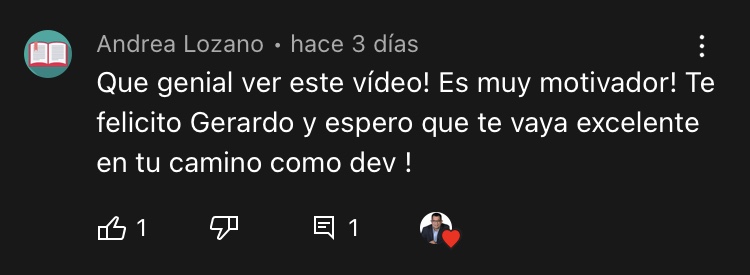 Andrea Lozano • hace 3 días
Que genial ver este vídeo! Es muy motivador! Te
felicito Gerardo y espero que te vaya excelente
en tu camino como dev !
1 1